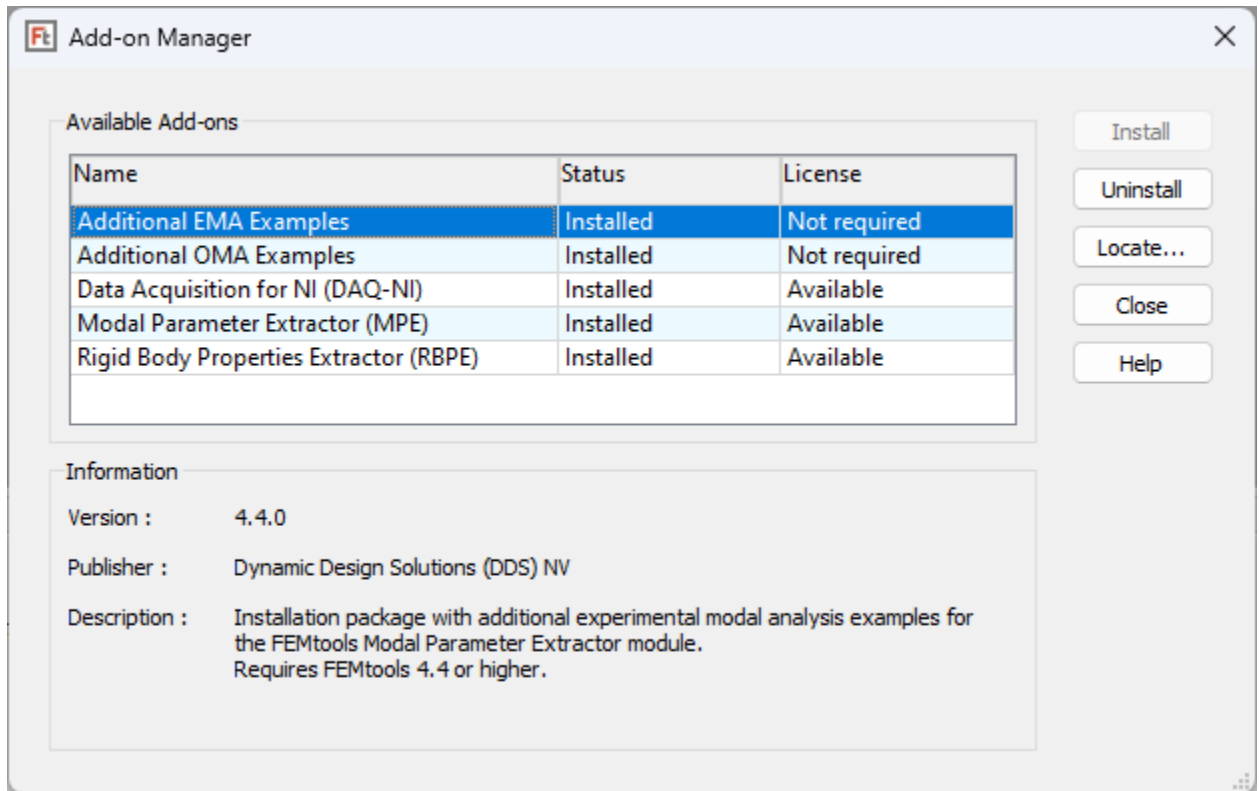 Ft Add-on Manager
Available Add-ons
Name Status License
Additional EMA Examples Installed Not required
Additional OMA Examples Installed Not required
Data Acquisition for NI (DAQ-NI) Installed Available
Modal Parameter Extractor (MPE) Installed Available
Rigid Body Properties Extractor (RBPE) Installed Available
Install
Uninstall
Locate...
Close
Help
Information
Version : 4.4.0
Publisher : Dynamic Design Solutions (DDS) NV
Description : Installation package with additional experimental modal analysis examples for
the FEMtools Modal Parameter Extractor module.
Requires FEMtools 4.4 or higher.